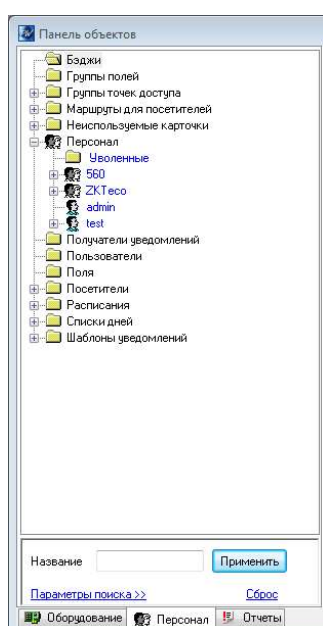 Панель объектов
Бэджи
Группы полей
Группы точек доступа
Маршруты для посетителей
Неиспользуемые карточки
Персонал
Уволенные
560
ZKTeco
admin
test
Получатели уведомлений
Пользователи
Поля
Посетители
Расписания
Списки дней
Шаблоны уведомлений
Название Применить
Параметры поиска >> Сброс
Оборудование Персонал Отчеты